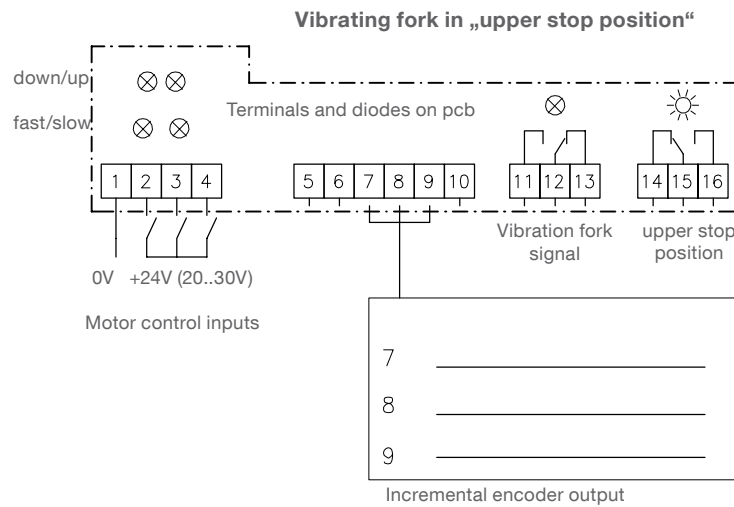 Vibrating fork in „upper stop position“
down/up
fast/slow
Terminals and diodes on pcb
1 2 3 4
5 6 7 8 9 10
11 12 13
14 15 16
Vibration fork
signal
upper stop
position
0V +24V (20..30V)
Motor control inputs
7
8
9
Incremental encoder output